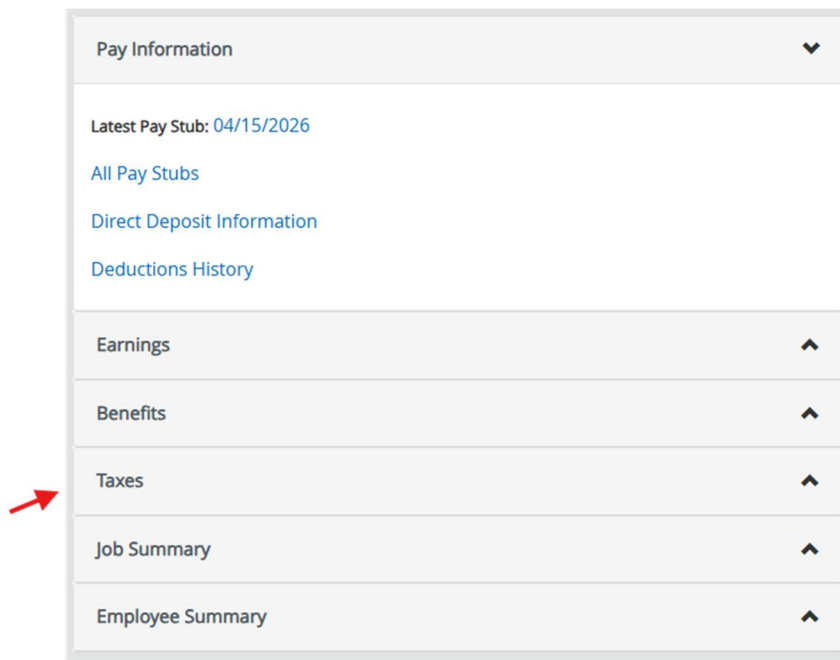 Pay Information
Latest Pay Stub: 04/15/2026
All Pay Stubs
Direct Deposit Information
Deductions History
Earnings
Benefits
Taxes
Job Summary
Employee Summary